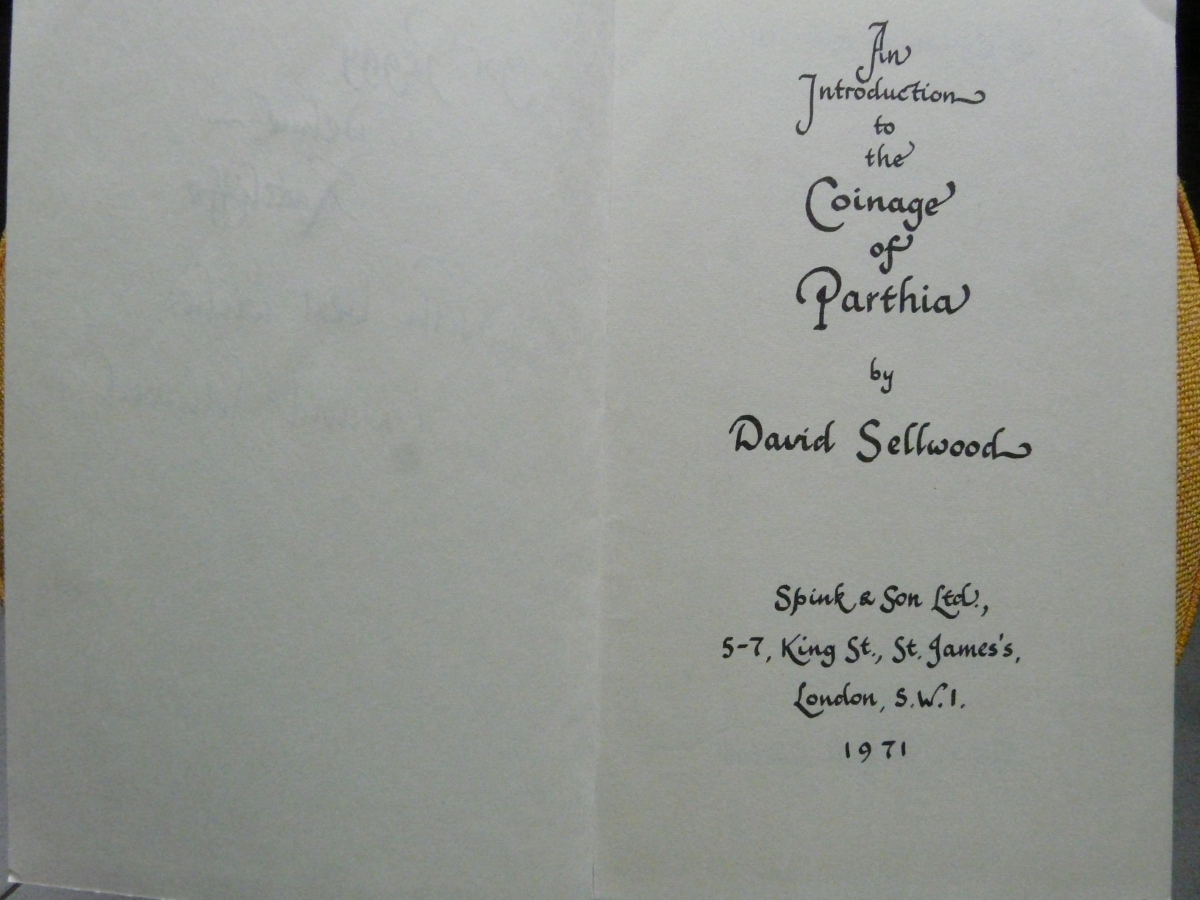 An
Introduction
to
the
Coinage
of
Parthia
by
David Sellwood
Spink & Son Ltd.,
5-7, King St., St. James's,
London, S.W.1.
1971